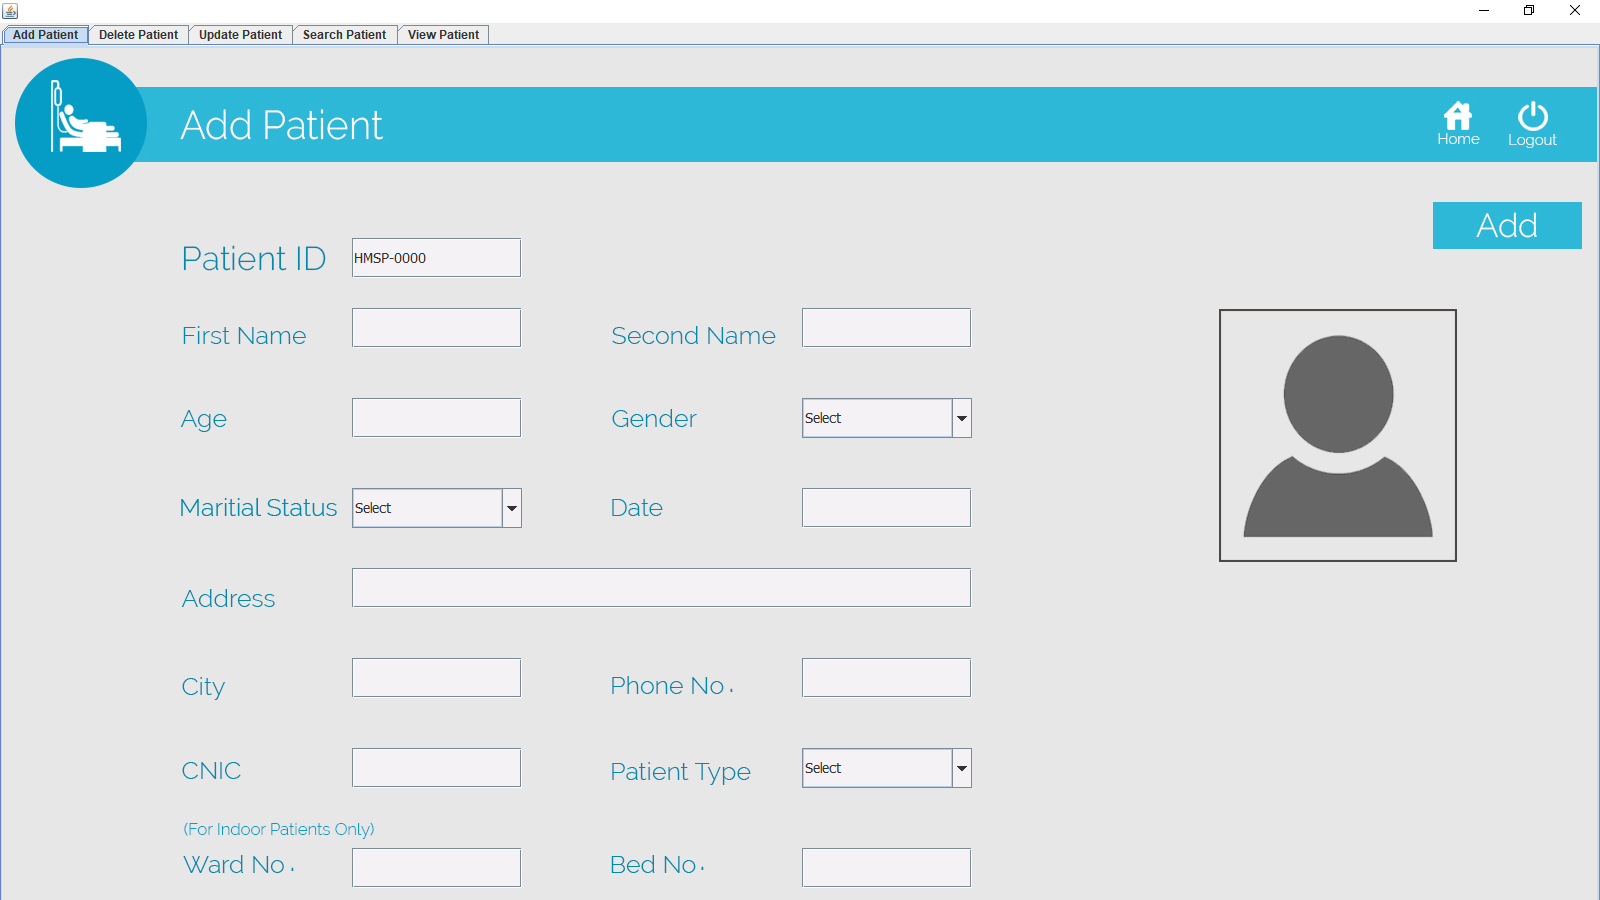 Add Patient Delete Patient Update Patient Search Patient View Patient
Add Patient
Home Logout
Add
Patient ID HMSP-0000
First Name Second Name
Age Gender Select
Maritial Status Select Date
Address
City Phone No.
CNIC Patient Type Select
(For Indoor Patients Only)
Ward No. Bed No.